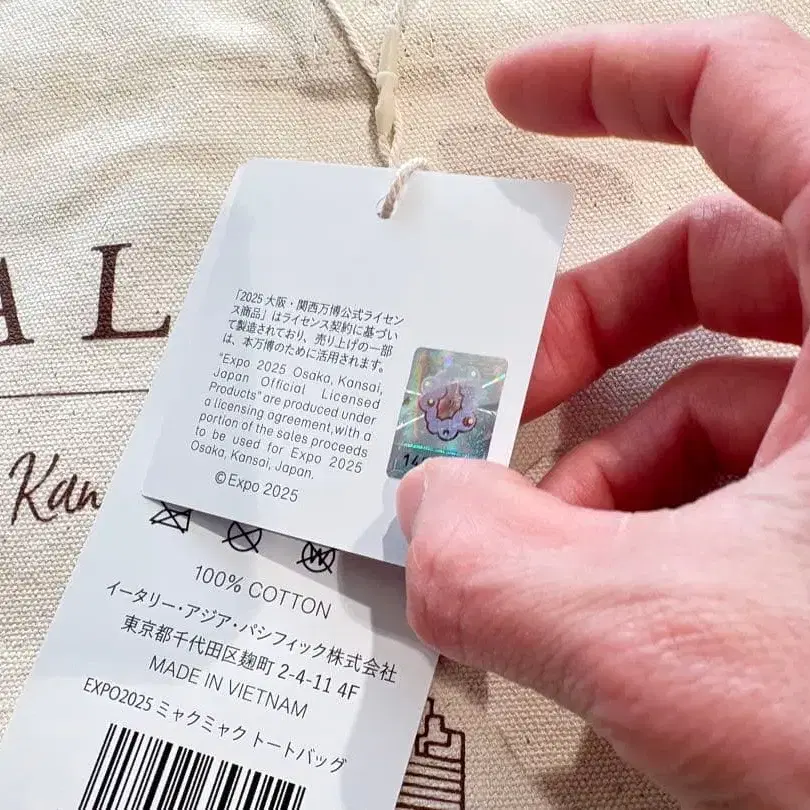 AL
「2025 大阪・関西万博公式ライセン
ス商品」はライセンス契約に基づい
て製造されており、売り上げの一部
は、本万博のために活用されます。
"Expo 2025 Osaka, Kansai,
Japan Official Licensed
Products" are produced under
a licensing agreement,with a
portion of the sales proceeds
to be used for Expo 2025
Osaka, Kansai, Japan.
© Expo 2025
Kan
100% COTTON
イータリー・アジア・パシフィック株式会社
東京都千代田区麹町 2-4-11 4F
MADE IN VIETNAM
EXPO2025 ミャクミャク トートバッグ